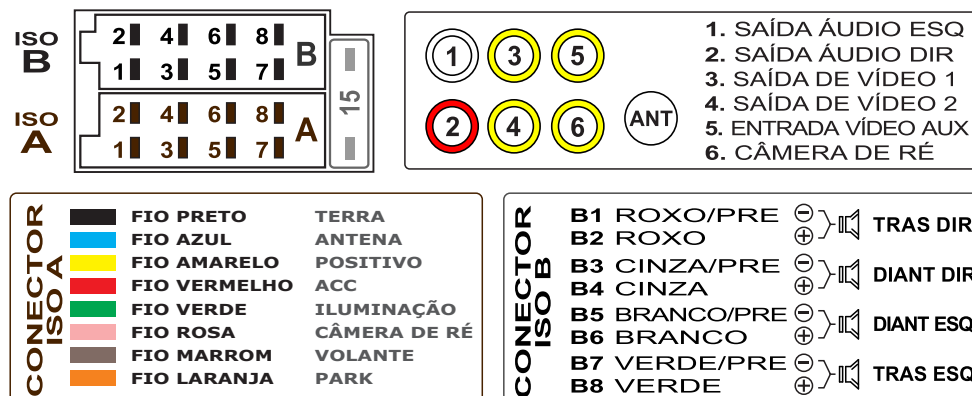 ISO B
2 4 6 8 B
1 3 5 7
15
ISO A
2 4 6 8 A
1 3 5 7
1 3 5
2 4 6 ANT
1. SAÍDA ÁUDIO ESQ
2. SAÍDA ÁUDIO DIR
3. SAÍDA DE VÍDEO 1
4. SAÍDA DE VÍDEO 2
5. ENTRADA VÍDEO AUX
6. CÂMERA DE RÉ
CONECTOR
ISO A
FIO PRETO TERRA
FIO AZUL ANTENA
FIO AMARELO POSITIVO
FIO VERMELHO ACC
FIO VERDE ILUMINAÇÃO
FIO ROSA CÂMERA DE RÉ
FIO MARROM VOLANTE
FIO LARANJA PARK
CONECTOR
ISO B
B1 ROXO/PRE −
B2 ROXO +
TRAS DIR
B3 CINZA/PRE −
B4 CINZA +
DIANT DIR
B5 BRANCO/PRE −
B6 BRANCO +
DIANT ESQ
B7 VERDE/PRE −
B8 VERDE +
TRAS ESQ